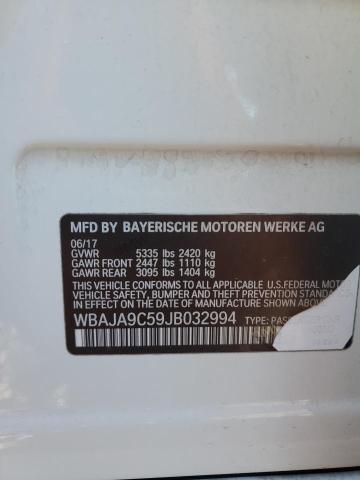 MFD BY BAYERISCHE MOTOREN WERKE AG
06/17
GVWR 5335 lbs 2420 kg
GAWR FRONT 2447 lbs 1110 kg
GAWR REAR 3095 lbs 1404 kg
THIS VEHICLE CONFORMS TO ALL APPLICABLE U.S.FEDERAL MOTOR
VEHICLE SAFETY, BUMPER AND THEFT PREVENTION STANDARDS
IN EFFECT ON THE DATE OF MANUFACTURE SHOWN ABOVE.
WBAJA9C59JB032994 TYPE: